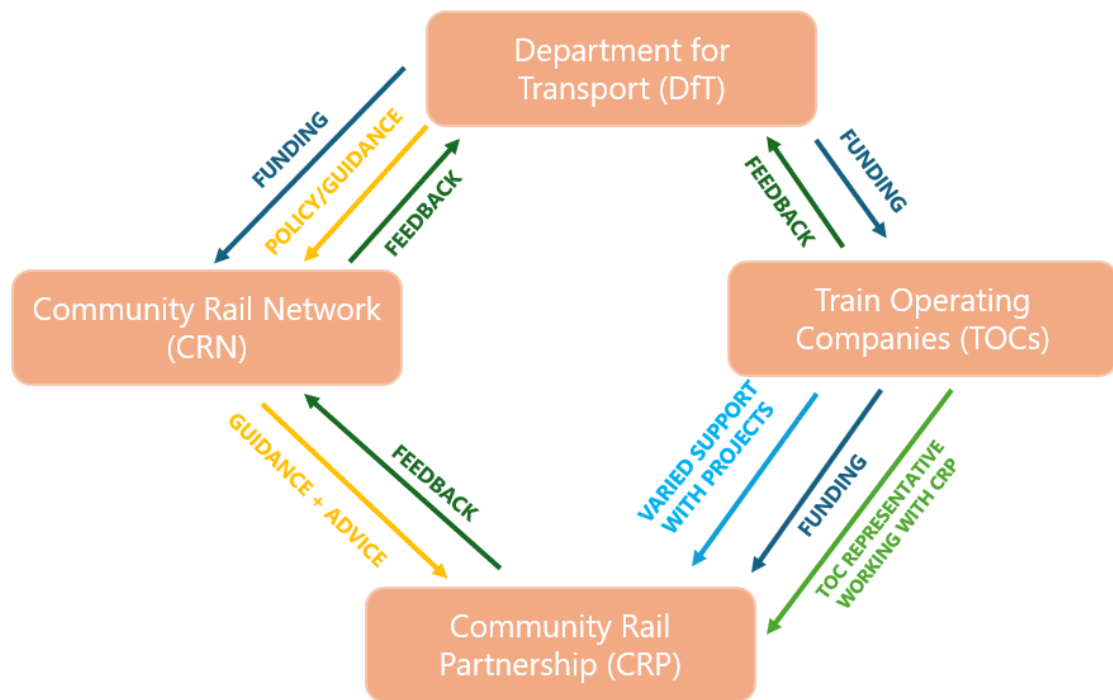 Department for
Transport (DfT)
FUNDING
POLICY/GUIDANCE
FEEDBACK
FEEDBACK
FUNDING
Community Rail Network
(CRN)
Train Operating
Companies (TOCs)
GUIDANCE + ADVICE
FEEDBACK
VARIED SUPPORT
WITH PROJECTS
FUNDING
TOC REPRESENTATIVE
WORKING WITH CRP
Community Rail
Partnership (CRP)